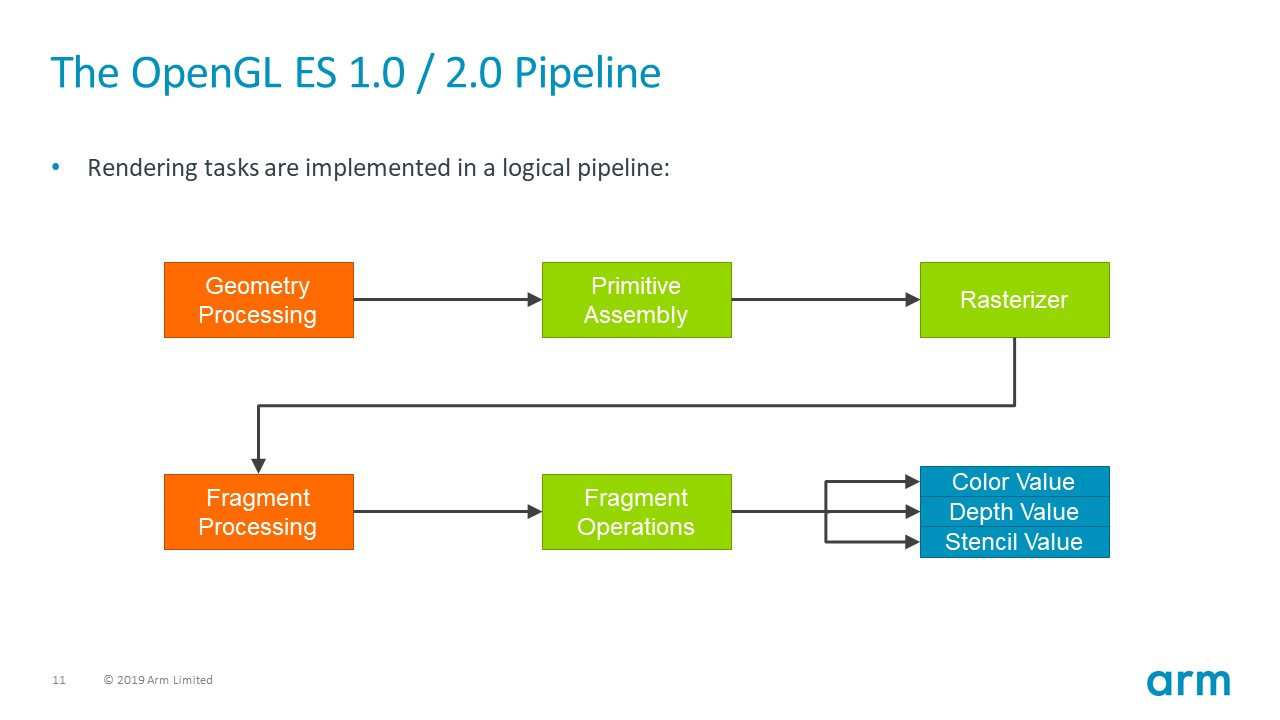 The OpenGL ES 1.0 / 2.0 Pipeline
• Rendering tasks are implemented in a logical pipeline:
Geometry
Processing
Primitive
Assembly
Rasterizer
Fragment
Processing
Fragment
Operations
Color Value
Depth Value
Stencil Value
11
© 2019 Arm Limited
arm